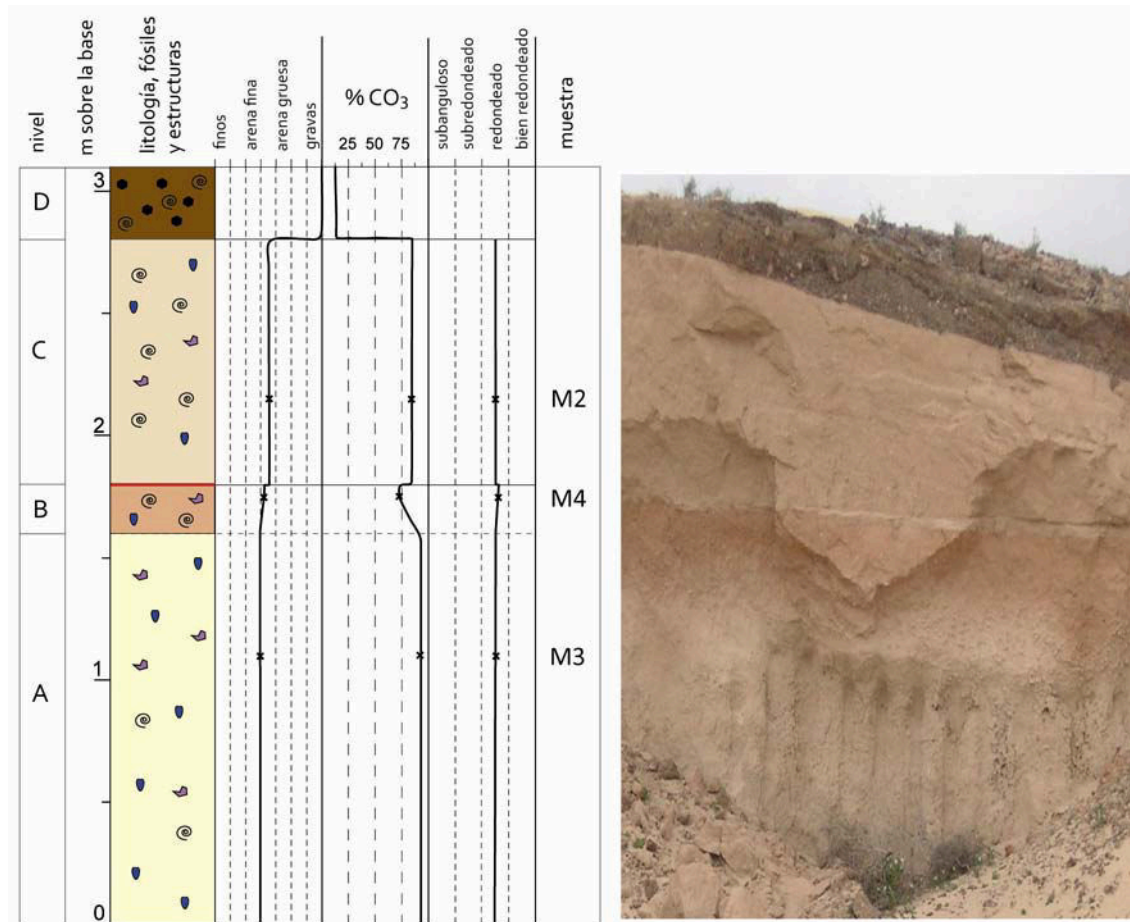 nivel
m sobre la base
litología, fósiles
y estructuras
finos
arena fina
arena gruesa
gravas
% CO₃
25 50 75
subanguloso
subredondeado
redondeado
bien redondeado
muestra
3
D
C
2
M2
B
M4
1
A
M3
0